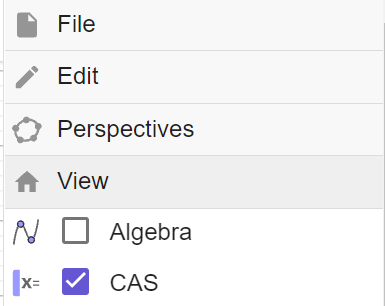 File
Edit
Perspectives
View
Algebra
x= CAS